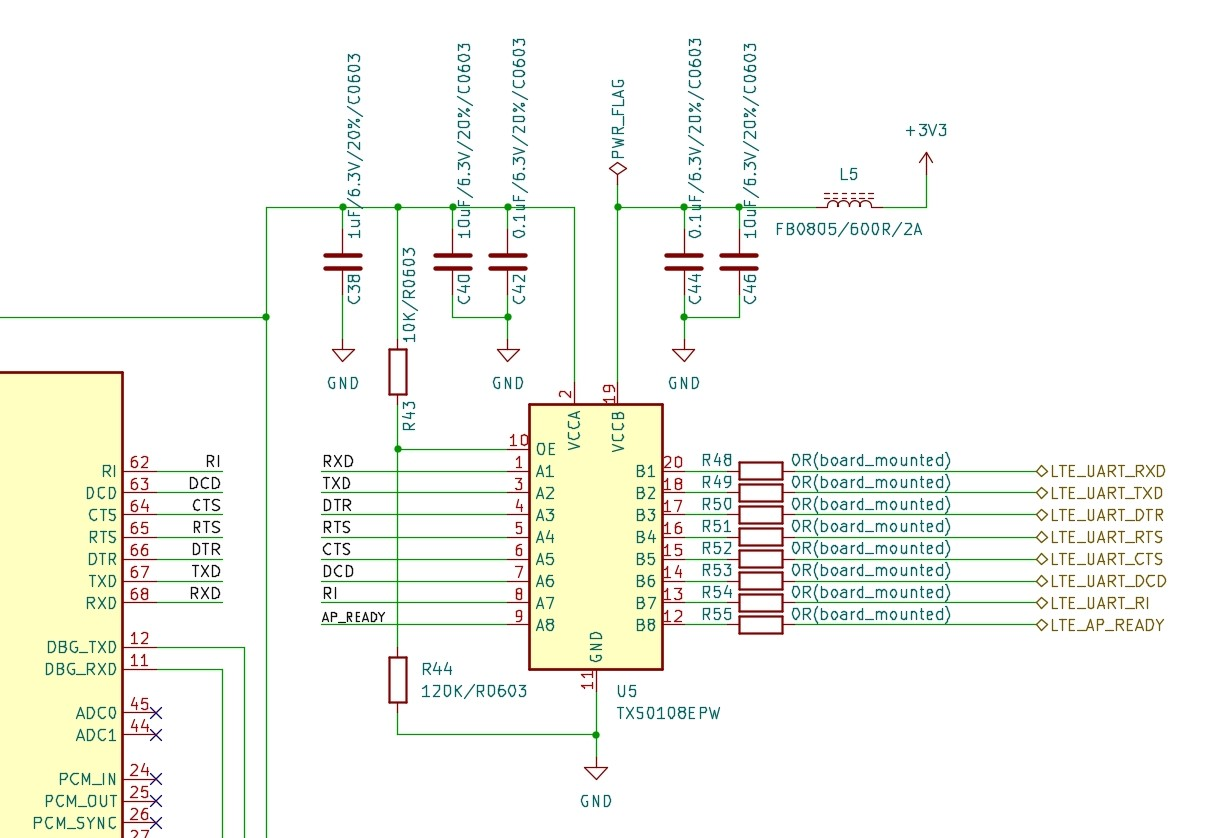 1uF/6.3V/20%/C0603
10uF/6.3V/20%/C0603
0.1uF/6.3V/20%/C0603
PWR_FLAG
0.1uF/6.3V/20%/C0603
10uF/6.3V/20%/C0603
+3V3
L5
FB0805/600R/2A
C38
10K/R0603
C40
C42
C44
C46
GND
GND
GND
R43
2
19
VCCA
VCCB
10 OE
RI 62 RI
RXD 1 A1 B1 20 R48 0R(board_mounted) LTE_UART_RXD
DCD 63 DCD
TXD 3 A2 B2 18 R49 0R(board_mounted) LTE_UART_TXD
CTS 64 CTS
DTR 4 A3 B3 17 R50 0R(board_mounted) LTE_UART_DTR
RTS 65 RTS
RTS 5 A4 B4 16 R51 0R(board_mounted) LTE_UART_RTS
DTR 66 DTR
CTS 6 A5 B5 15 R52 0R(board_mounted) LTE_UART_CTS
TXD 67 TXD
DCD 7 A6 B6 14 R53 0R(board_mounted) LTE_UART_DCD
RXD 68 RXD
RI 8 A7 B7 13 R54 0R(board_mounted) LTE_UART_RI
AP_READY 9 A8 B8 12 R55 0R(board_mounted) LTE_AP_READY
DBG_TXD 12
DBG_RXD 11
GND
11
R44
120K/R0603
U5
TXS0108EPW
ADC0 45
ADC1 44
PCM_IN 24
PCM_OUT 25
PCM_SYNC 26
27
GND